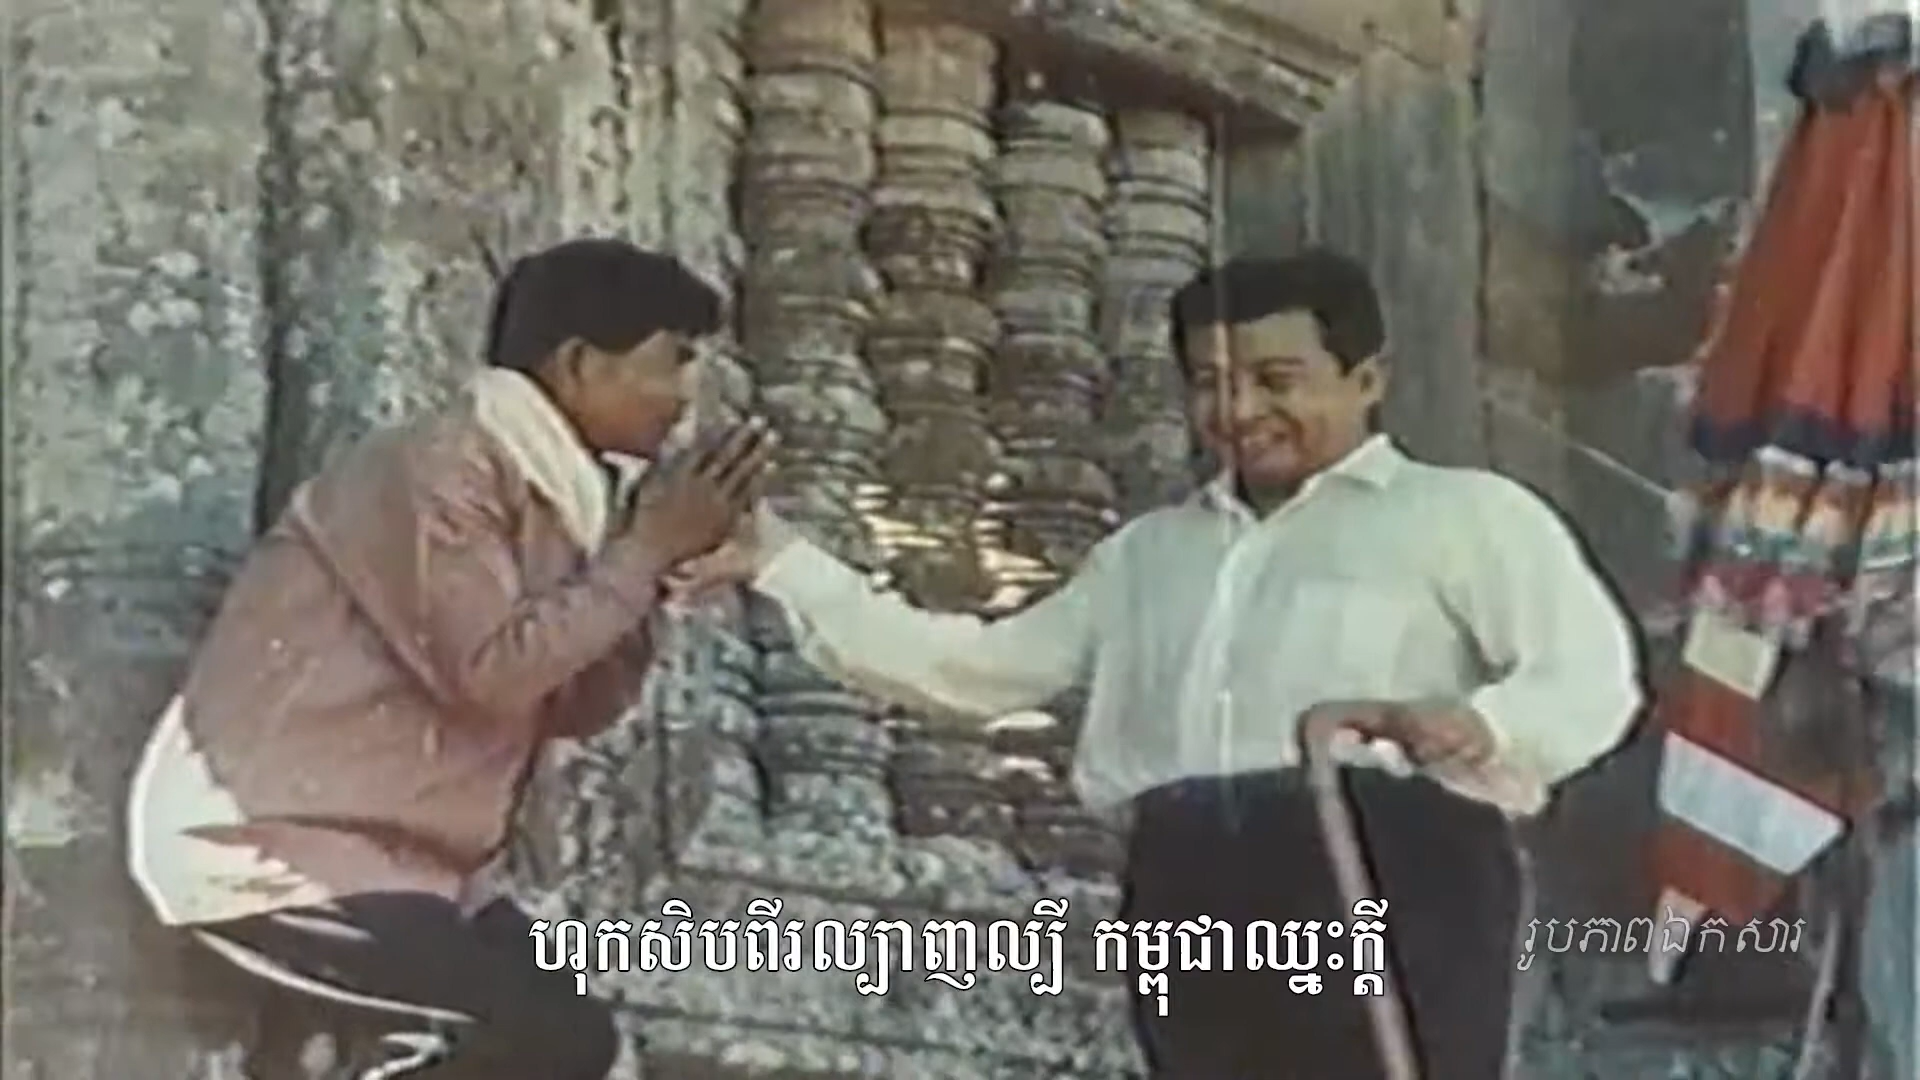 ហុកសិបពីរល្បាញល្បី កម្ពុជាឈ្នះក្ដី
រូបភាពឯកសារ